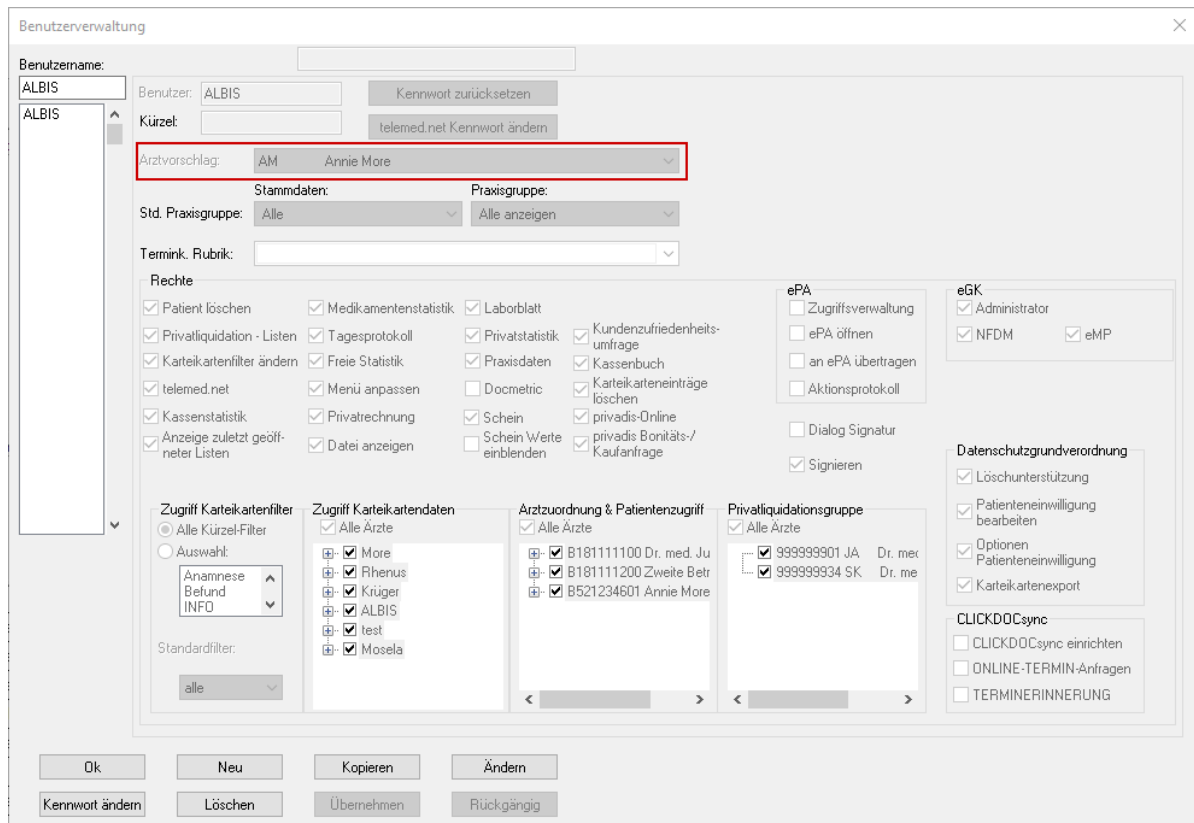 Benutzerverwaltung
Benutzername:
ALBIS
ALBIS
Benutzer: ALBIS Kennwort zurücksetzen
Kürzel: telemed.net Kennwort ändern
Arztvorschlag: AM Annie More
Stammdaten: Praxisgruppe:
Std. Praxisgruppe: Alle Alle anzeigen
Termink. Rubrik:
Rechte
Patient löschen
Privatliquidation - Listen
Karteikartenfilter ändern
telemed.net
Kassenstatistik
Anzeige zuletzt geöff-
neter Listen
Medikamentenstatistik
Tagesprotokoll
Freie Statistik
Menü anpassen
Privatrechnung
Datei anzeigen
Laborblatt
Privatstatistik
Praxisdaten
Docmetric
Schein
Schein Werte
einblenden
Kundenzufriedenheits-
umfrage
Kassenbuch
Karteikarteneinträge
löschen
privadis-Online
privadis Bonitäts-/
Kaufanfrage
ePA
Zugriffsverwaltung
ePA öffnen
an ePA übertragen
Aktionsprotokoll
Dialog Signatur
Signieren
eGK
Administrator
NFDM eMP
Datenschutzgrundverordnung
Löschunterstützung
Patienteneinwilligung
bearbeiten
Optionen
Patienteneinwilligung
Karteikartenexport
CLICKDOCsync
CLICKDOCsync einrichten
ONLINE-TERMIN-Anfragen
TERMINERINNERUNG
Zugriff Karteikartenfilter
Alle Kürzel-Filter
Auswahl:
Anamnese
Befund
INFO
Standardfilter:
alle
Zugriff Karteikartendaten
Alle Ärzte
More
Rhenus
Krüger
ALBIS
test
Mosela
Arztzuordnung & Patientenzugriff
Alle Ärzte
B181111100 Dr. med. Ju
B181111200 Zweite Betr
B521234601 Annie More
Privatliquidationsgruppe
Alle Ärzte
999999901 JA Dr. med
999999934 SK Dr. me
Ok Neu Kopieren Ändern
Kennwort ändern Löschen Übernehmen Rückgängig